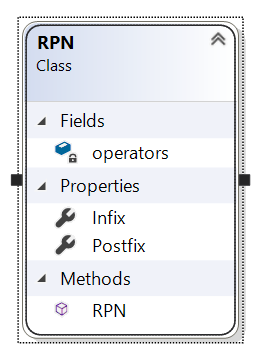 RPN
Class
Fields
operators
Properties
Infix
Postfix
Methods
RPN